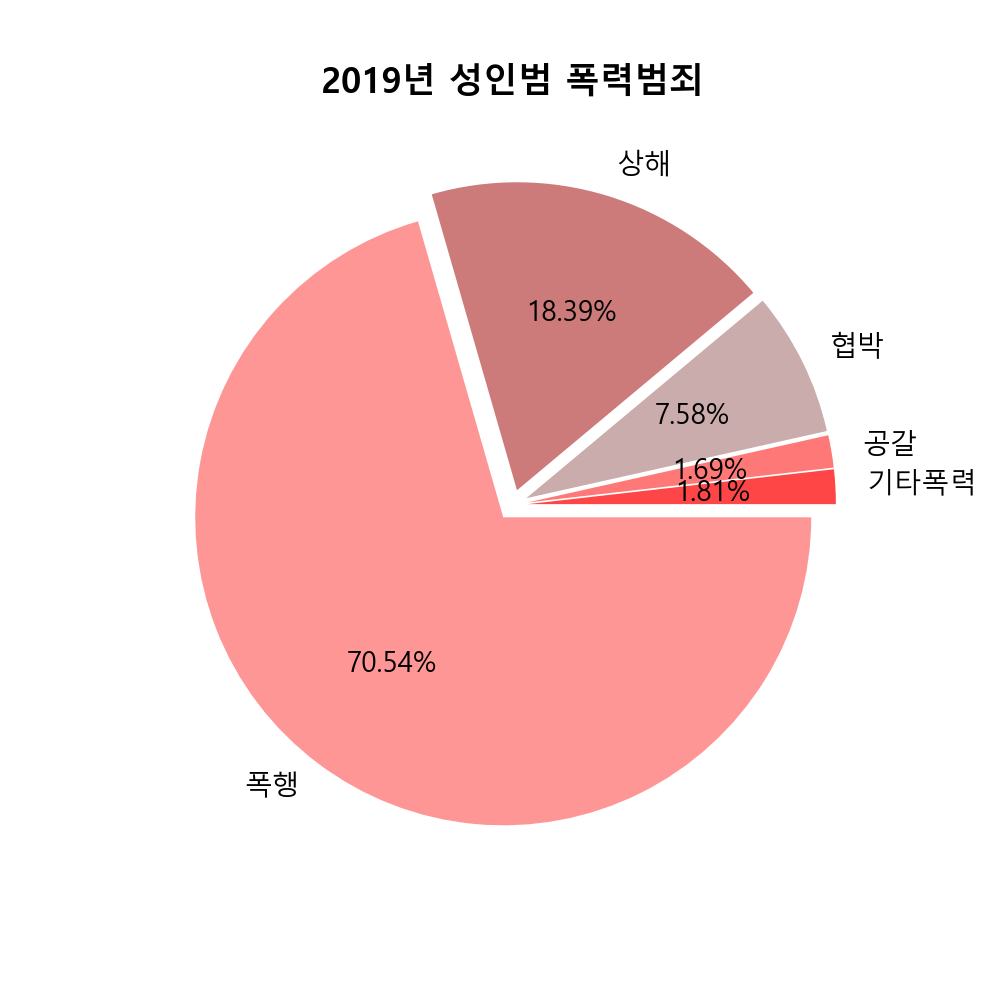 2019년 성인범 폭력범죄
상해
18.39%
협박
7.58%
공갈
1.69%
기타폭력
1.81%
70.54%
폭행